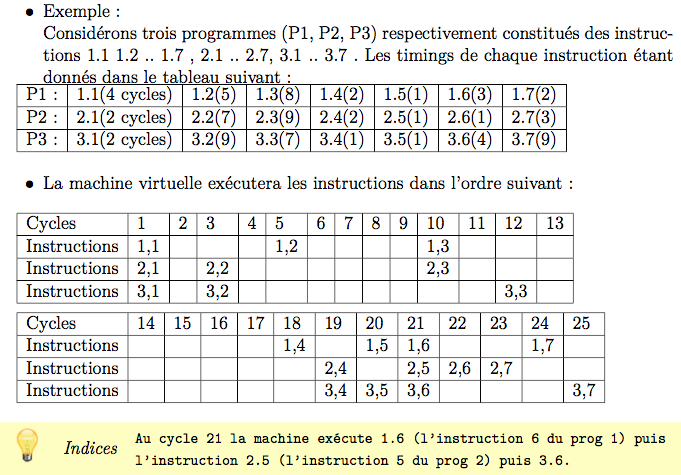 • Exemple :
Considérons trois programmes (P1, P2, P3) respectivement constitués des instruc-
tions 1.1 1.2 .. 1.7 , 2.1 .. 2.7, 3.1 .. 3.7 . Les timings de chaque instruction étant
donnés dans le tableau suivant :
P1 : 1.1(4 cycles) 1.2(5) 1.3(8) 1.4(2) 1.5(1) 1.6(3) 1.7(2)
P2 : 2.1(2 cycles) 2.2(7) 2.3(9) 2.4(2) 2.5(1) 2.6(1) 2.7(3)
P3 : 3.1(2 cycles) 3.2(9) 3.3(7) 3.4(1) 3.5(1) 3.6(4) 3.7(9)
• La machine virtuelle exécutera les instructions dans l'ordre suivant :
Cycles 1 2 3 4 5 6 7 8 9 10 11 12 13
Instructions 1,1 1,2 1,3
Instructions 2,1 2,2 2,3
Instructions 3,1 3,2 3,3
Cycles 14 15 16 17 18 19 20 21 22 23 24 25
Instructions 1,4 1,5 1,6 1,7
Instructions 2,4 2,5 2,6 2,7
Instructions 3,4 3,5 3,6 3,7
Indices Au cycle 21 la machine exécute 1.6 (l'instruction 6 du prog 1) puis
l'instruction 2.5 (l'instruction 5 du prog 2) puis 3.6.